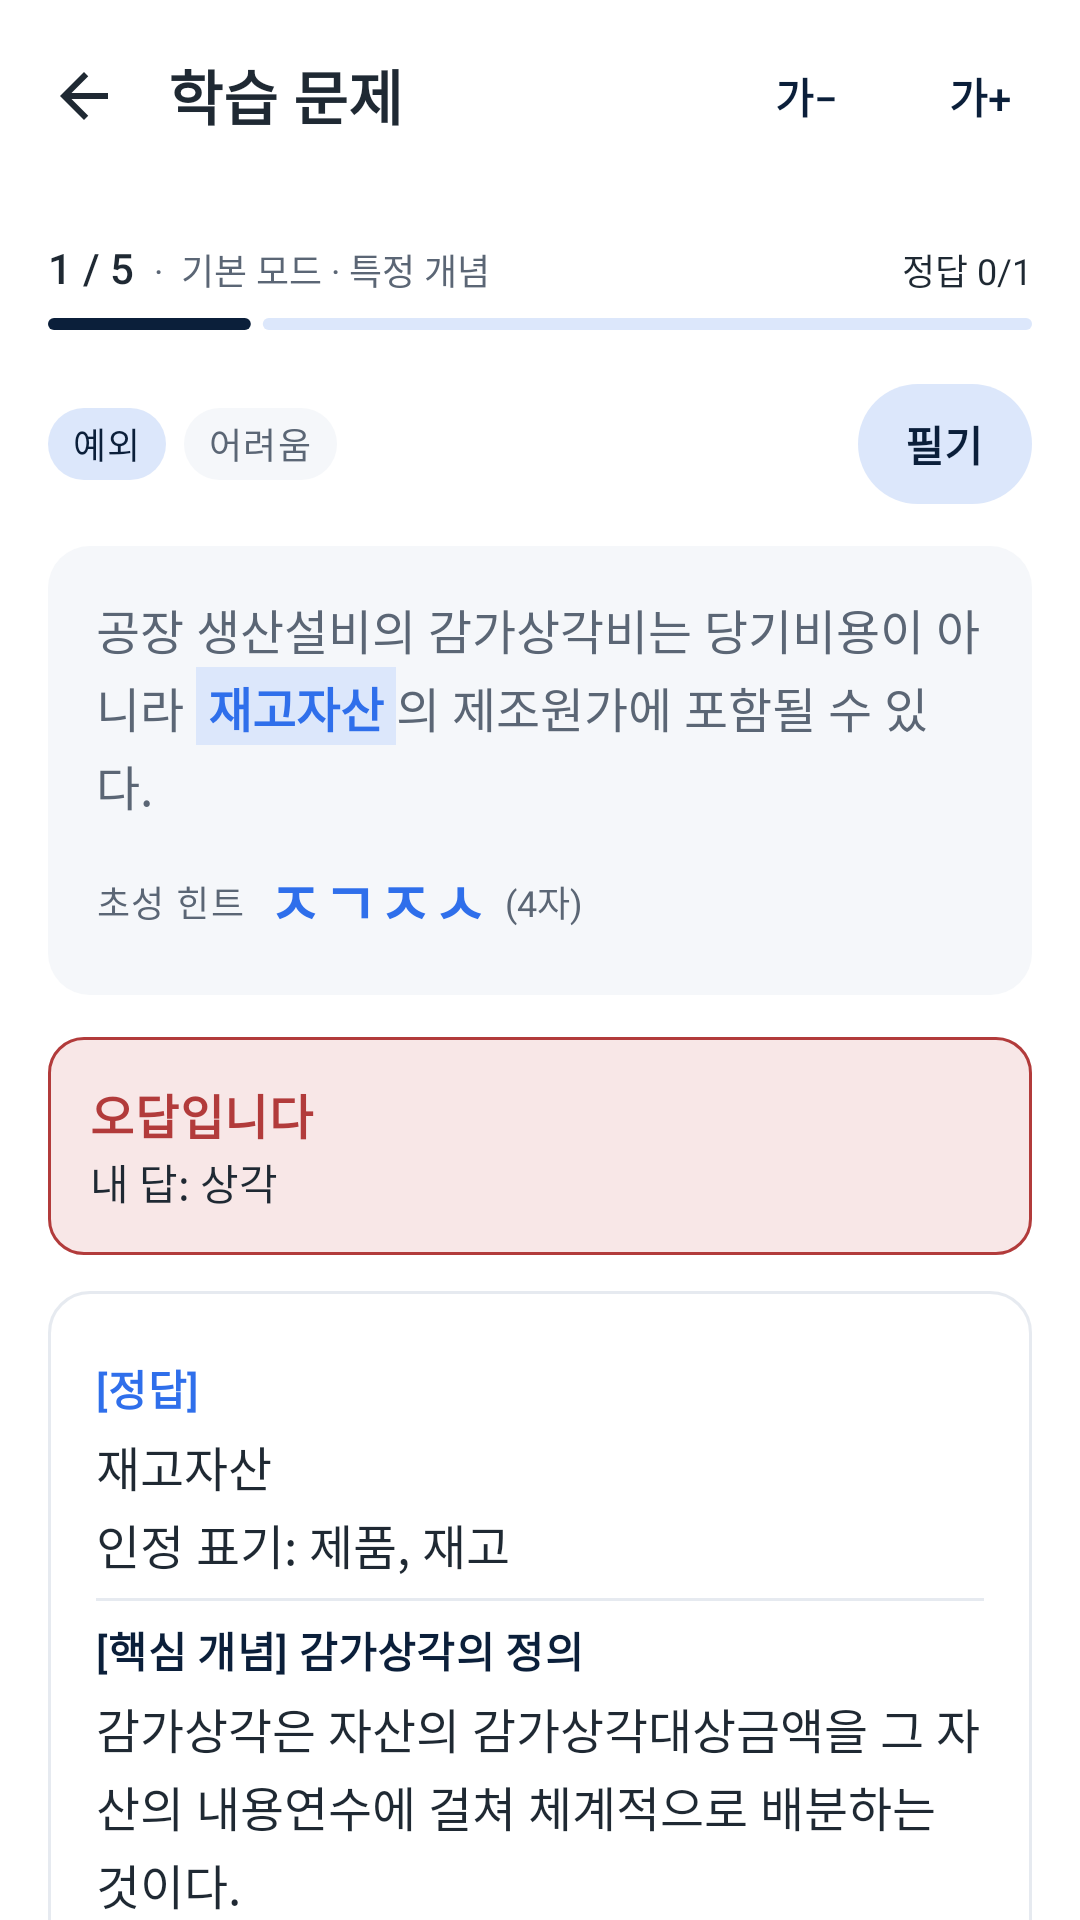 학습 문제
가−
가+
1 / 5 · 기본 모드 · 특정 개념
정답 0/1
예외
어려움
필기
공장 생산설비의 감가상각비는 당기비용이 아
니라 재고자산의 제조원가에 포함될 수 있
다.
초성 힌트 ㅈㄱㅈㅅ (4자)
오답입니다
내 답: 상각
[정답]
재고자산
인정 표기: 제품, 재고
[핵심 개념] 감가상각의 정의
감가상각은 자산의 감가상각대상금액을 그 자
산의 내용연수에 걸쳐 체계적으로 배분하는
것이다.